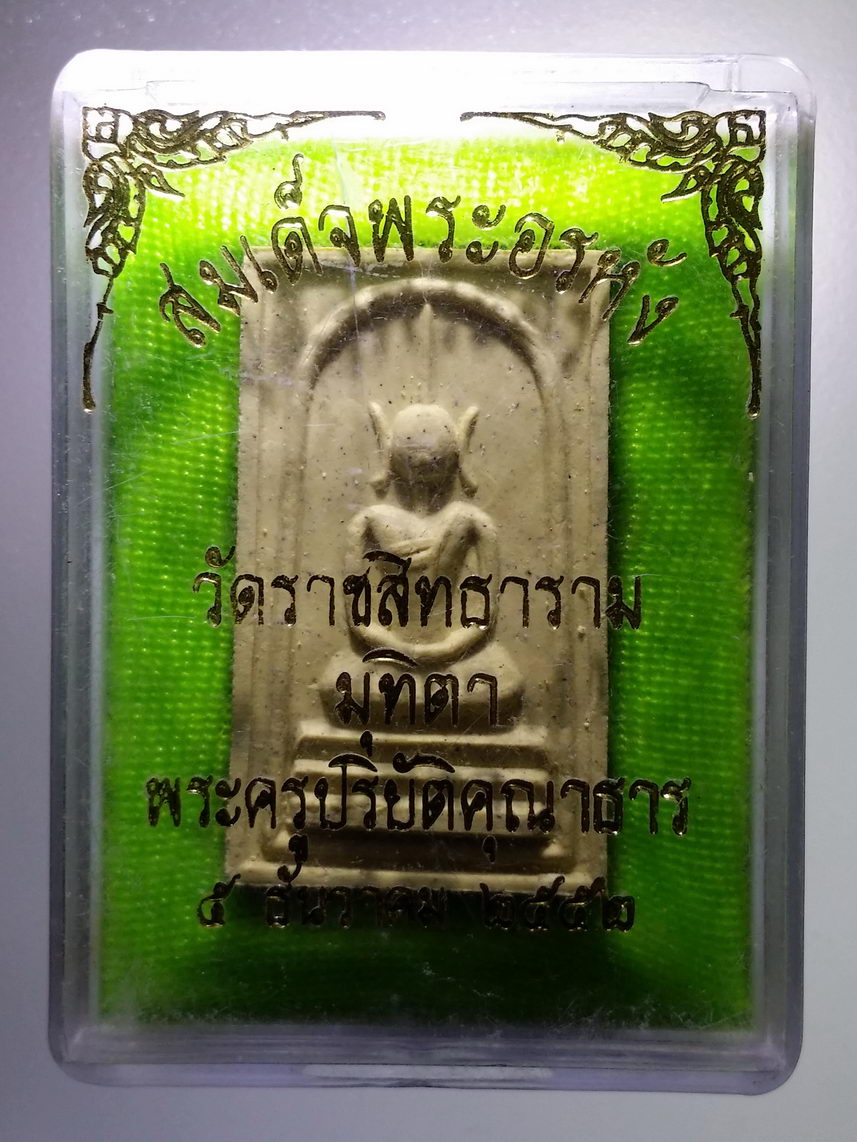 สมเด็จพระอรหัง
วัดราชสิทธาราม
มุทิตา
พระครูปริยัติคุณาธาร
๕ ธันวาคม ๒๕๕๒